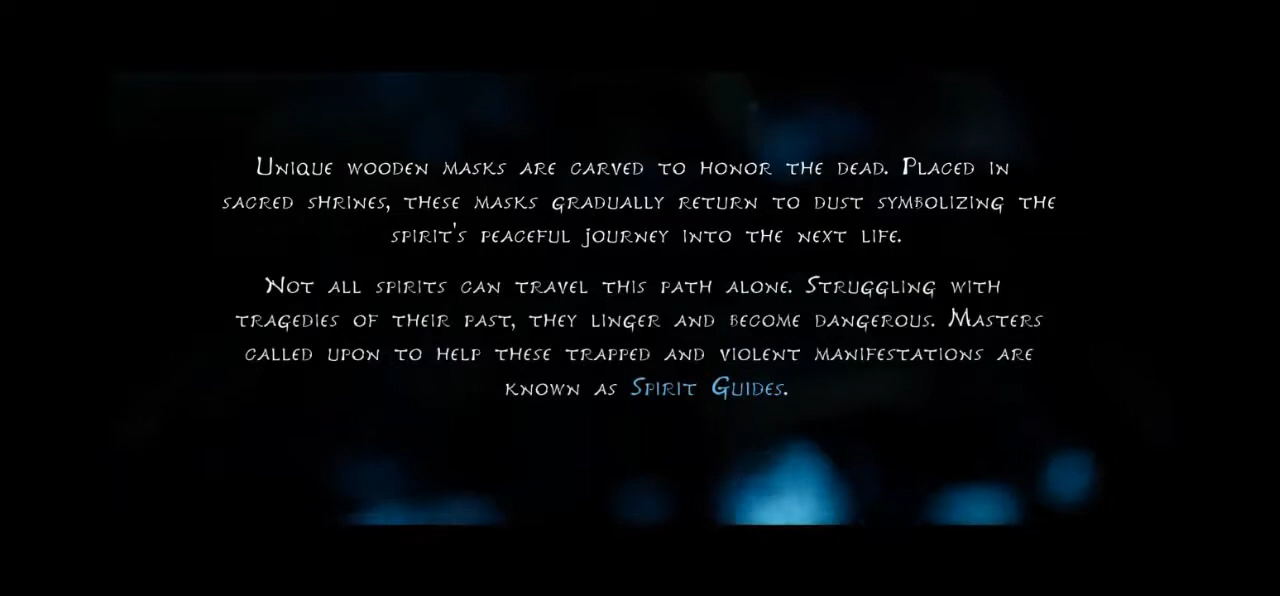 Unique wooden masks are carved to honor the dead. Placed in
sacred shrines, these masks gradually return to dust symbolizing the
spirit's peaceful journey into the next life.
Not all spirits can travel this path alone. Struggling with
tragedies of their past, they linger and become dangerous. Masters
called upon to help these trapped and violent manifestations are
known as Spirit Guides.